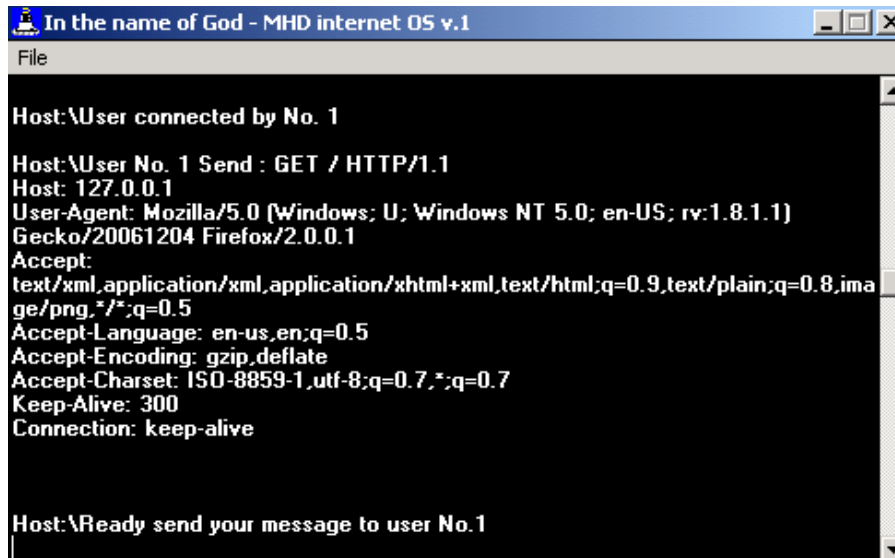 In the name of God - MHD internet OS v.1
File
Host:\User connected by No. 1
Host:\User No. 1 Send : GET / HTTP/1.1
Host: 127.0.0.1
User-Agent: Mozilla/5.0 (Windows; U; Windows NT 5.0; en-US; rv:1.8.1.1)
Gecko/20061204 Firefox/2.0.0.1
Accept:
text/xml,application/xml,application/xhtml+xml,text/html;q=0.9,text/plain;q=0.8,ima
ge/png,*/*;q=0.5
Accept-Language: en-us,en;q=0.5
Accept-Encoding: gzip,deflate
Accept-Charset: ISO-8859-1,utf-8;q=0.7,*;q=0.7
Keep-Alive: 300
Connection: keep-alive
Host:\Ready send your message to user No.1